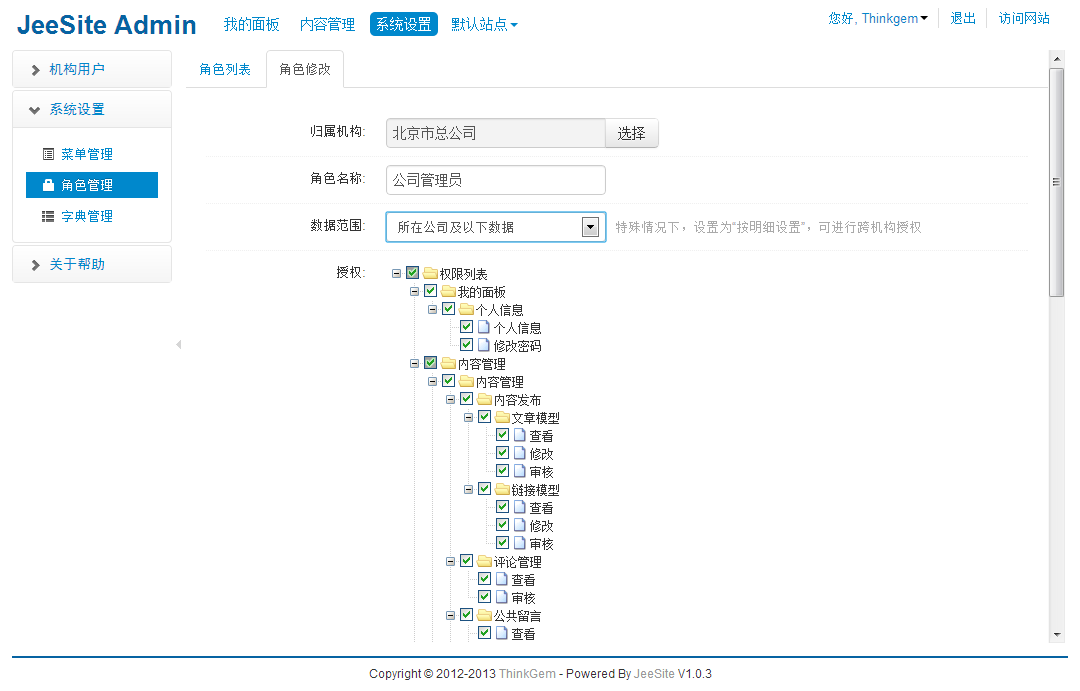 JeeSite Admin 我的面板 内容管理 系统设置 默认站点 您好, Thinkgem 退出 访问网站
机构用户
系统设置
菜单管理
角色管理
字典管理
关于帮助
角色列表 角色修改
归属机构: 北京市总公司 选择
角色名称: 公司管理员
数据范围: 所在公司及以下数据 特殊情况下，设置为“按明细设置”，可进行跨机构授权
授权: 权限列表
我的面板
个人信息
个人信息
修改密码
内容管理
内容管理
内容发布
文章模型
查看
修改
审核
链接模型
查看
修改
审核
评论管理
查看
审核
公共留言
查看
Copyright © 2012-2013 ThinkGem - Powered By JeeSite V1.0.3